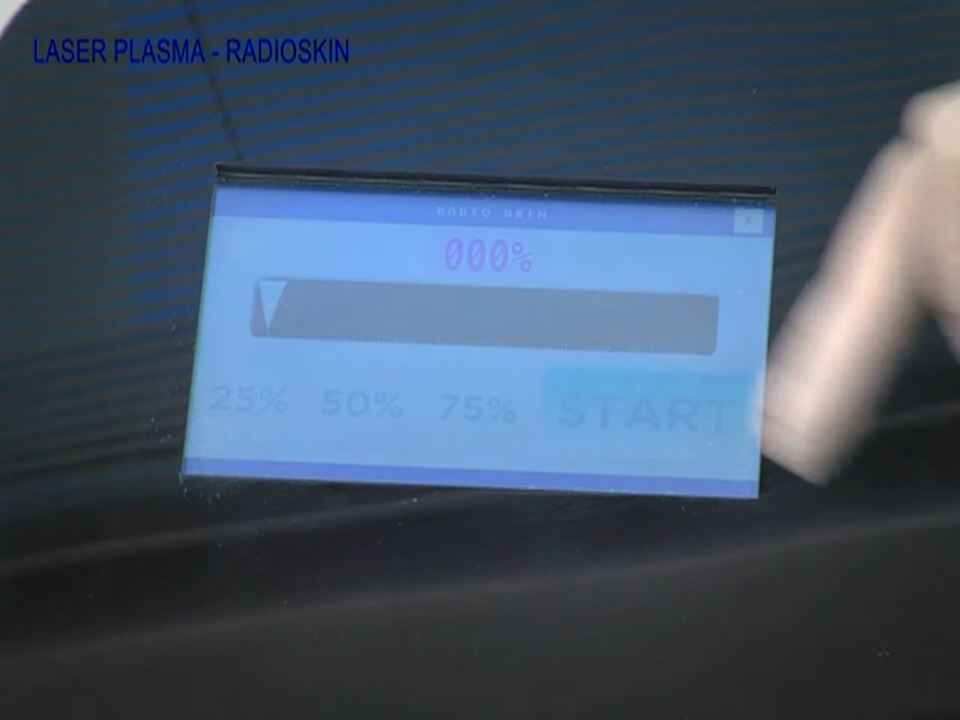 LASER PLASMA - RADIOSKIN
RADIO SKIN
x
000%
25% 50% 75% START